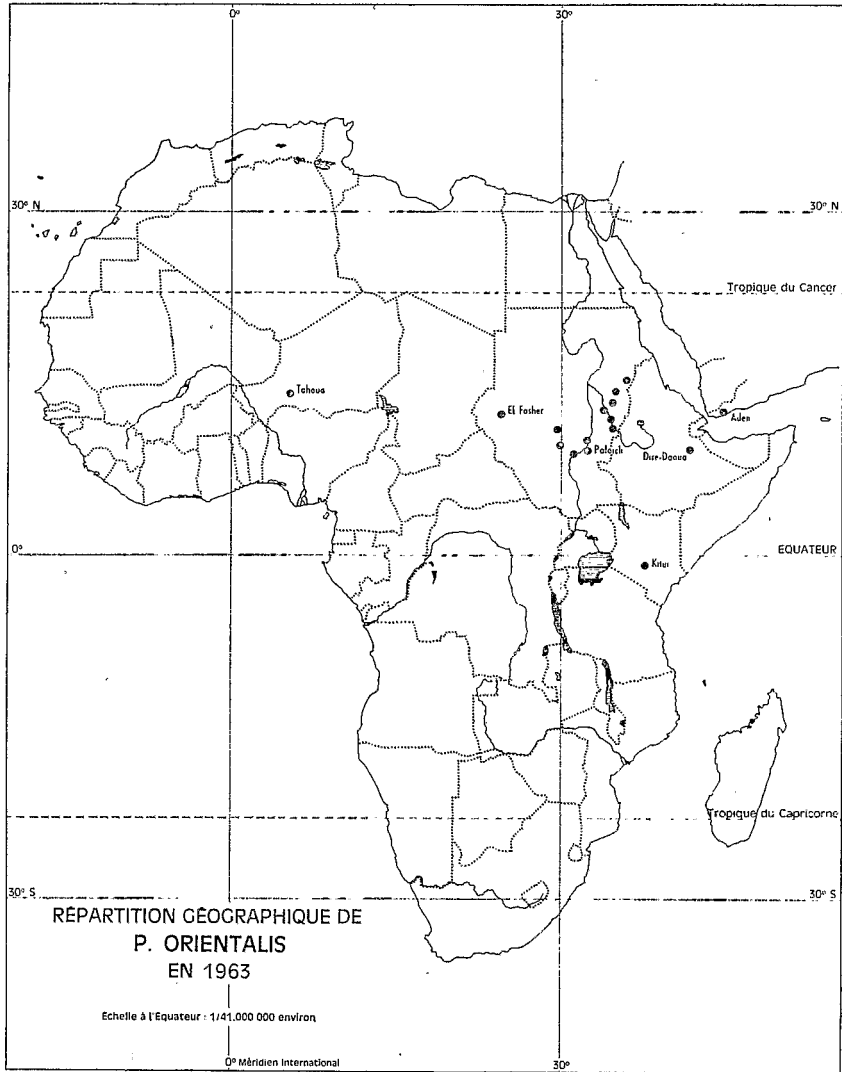 0°
30°
30° N
30° N
Tropique du Cancer
Tahoua
El Fasher
Aden
Paloich
Dire-Daoua
0°
EQUATEUR
Kitui
Tropique du Capricorne
30° S
30° S
RÉPARTITION GÉOGRAPHIQUE DE
P. ORIENTALIS
EN 1963
Echelle à l'Equateur : 1/41.000 000 environ
0° Méridien International
30°